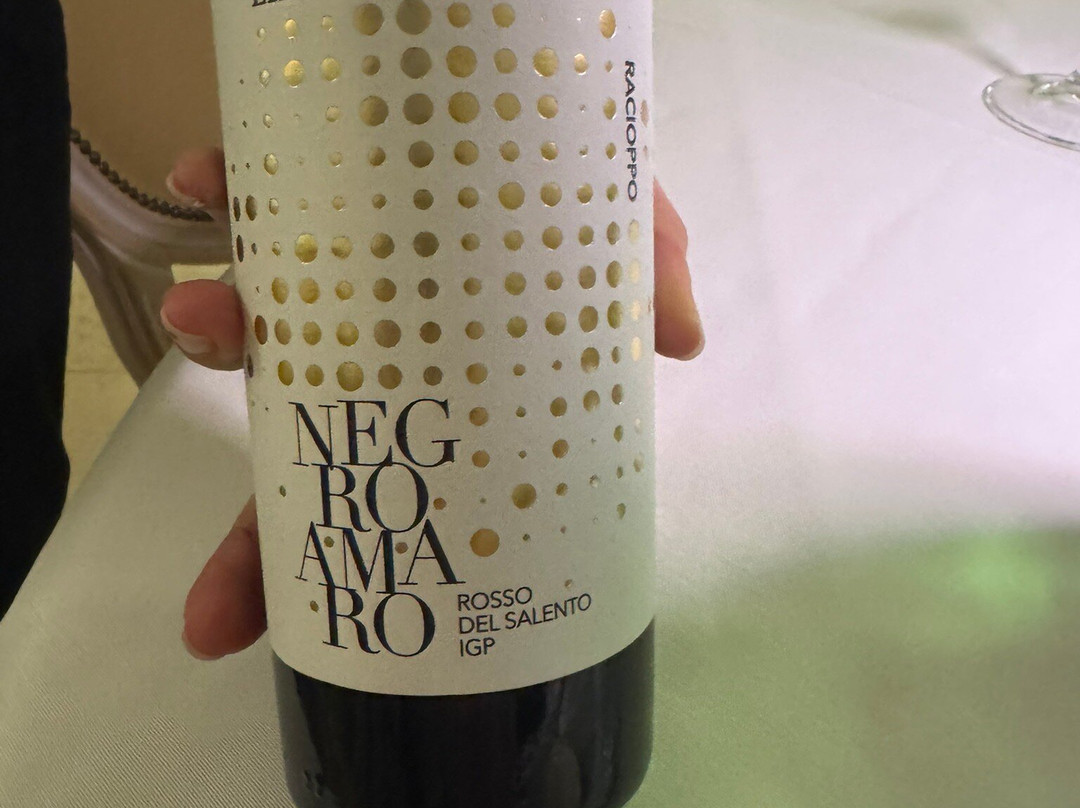 RACIOPPO
NEG
RO
AMA
RO
ROSSO
DEL SALENTO
IGP